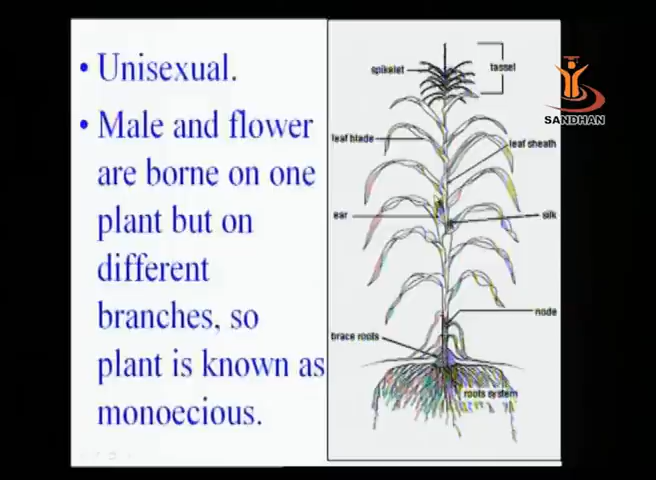 • Unisexual.
• Male and flower
are borne on one
plant but on
different
branches, so
plant is known as
monoecious.
spikelet
tassel
leaf blade
leaf sheath
ear
silk
node
brace roots
roots system
SANDHAN